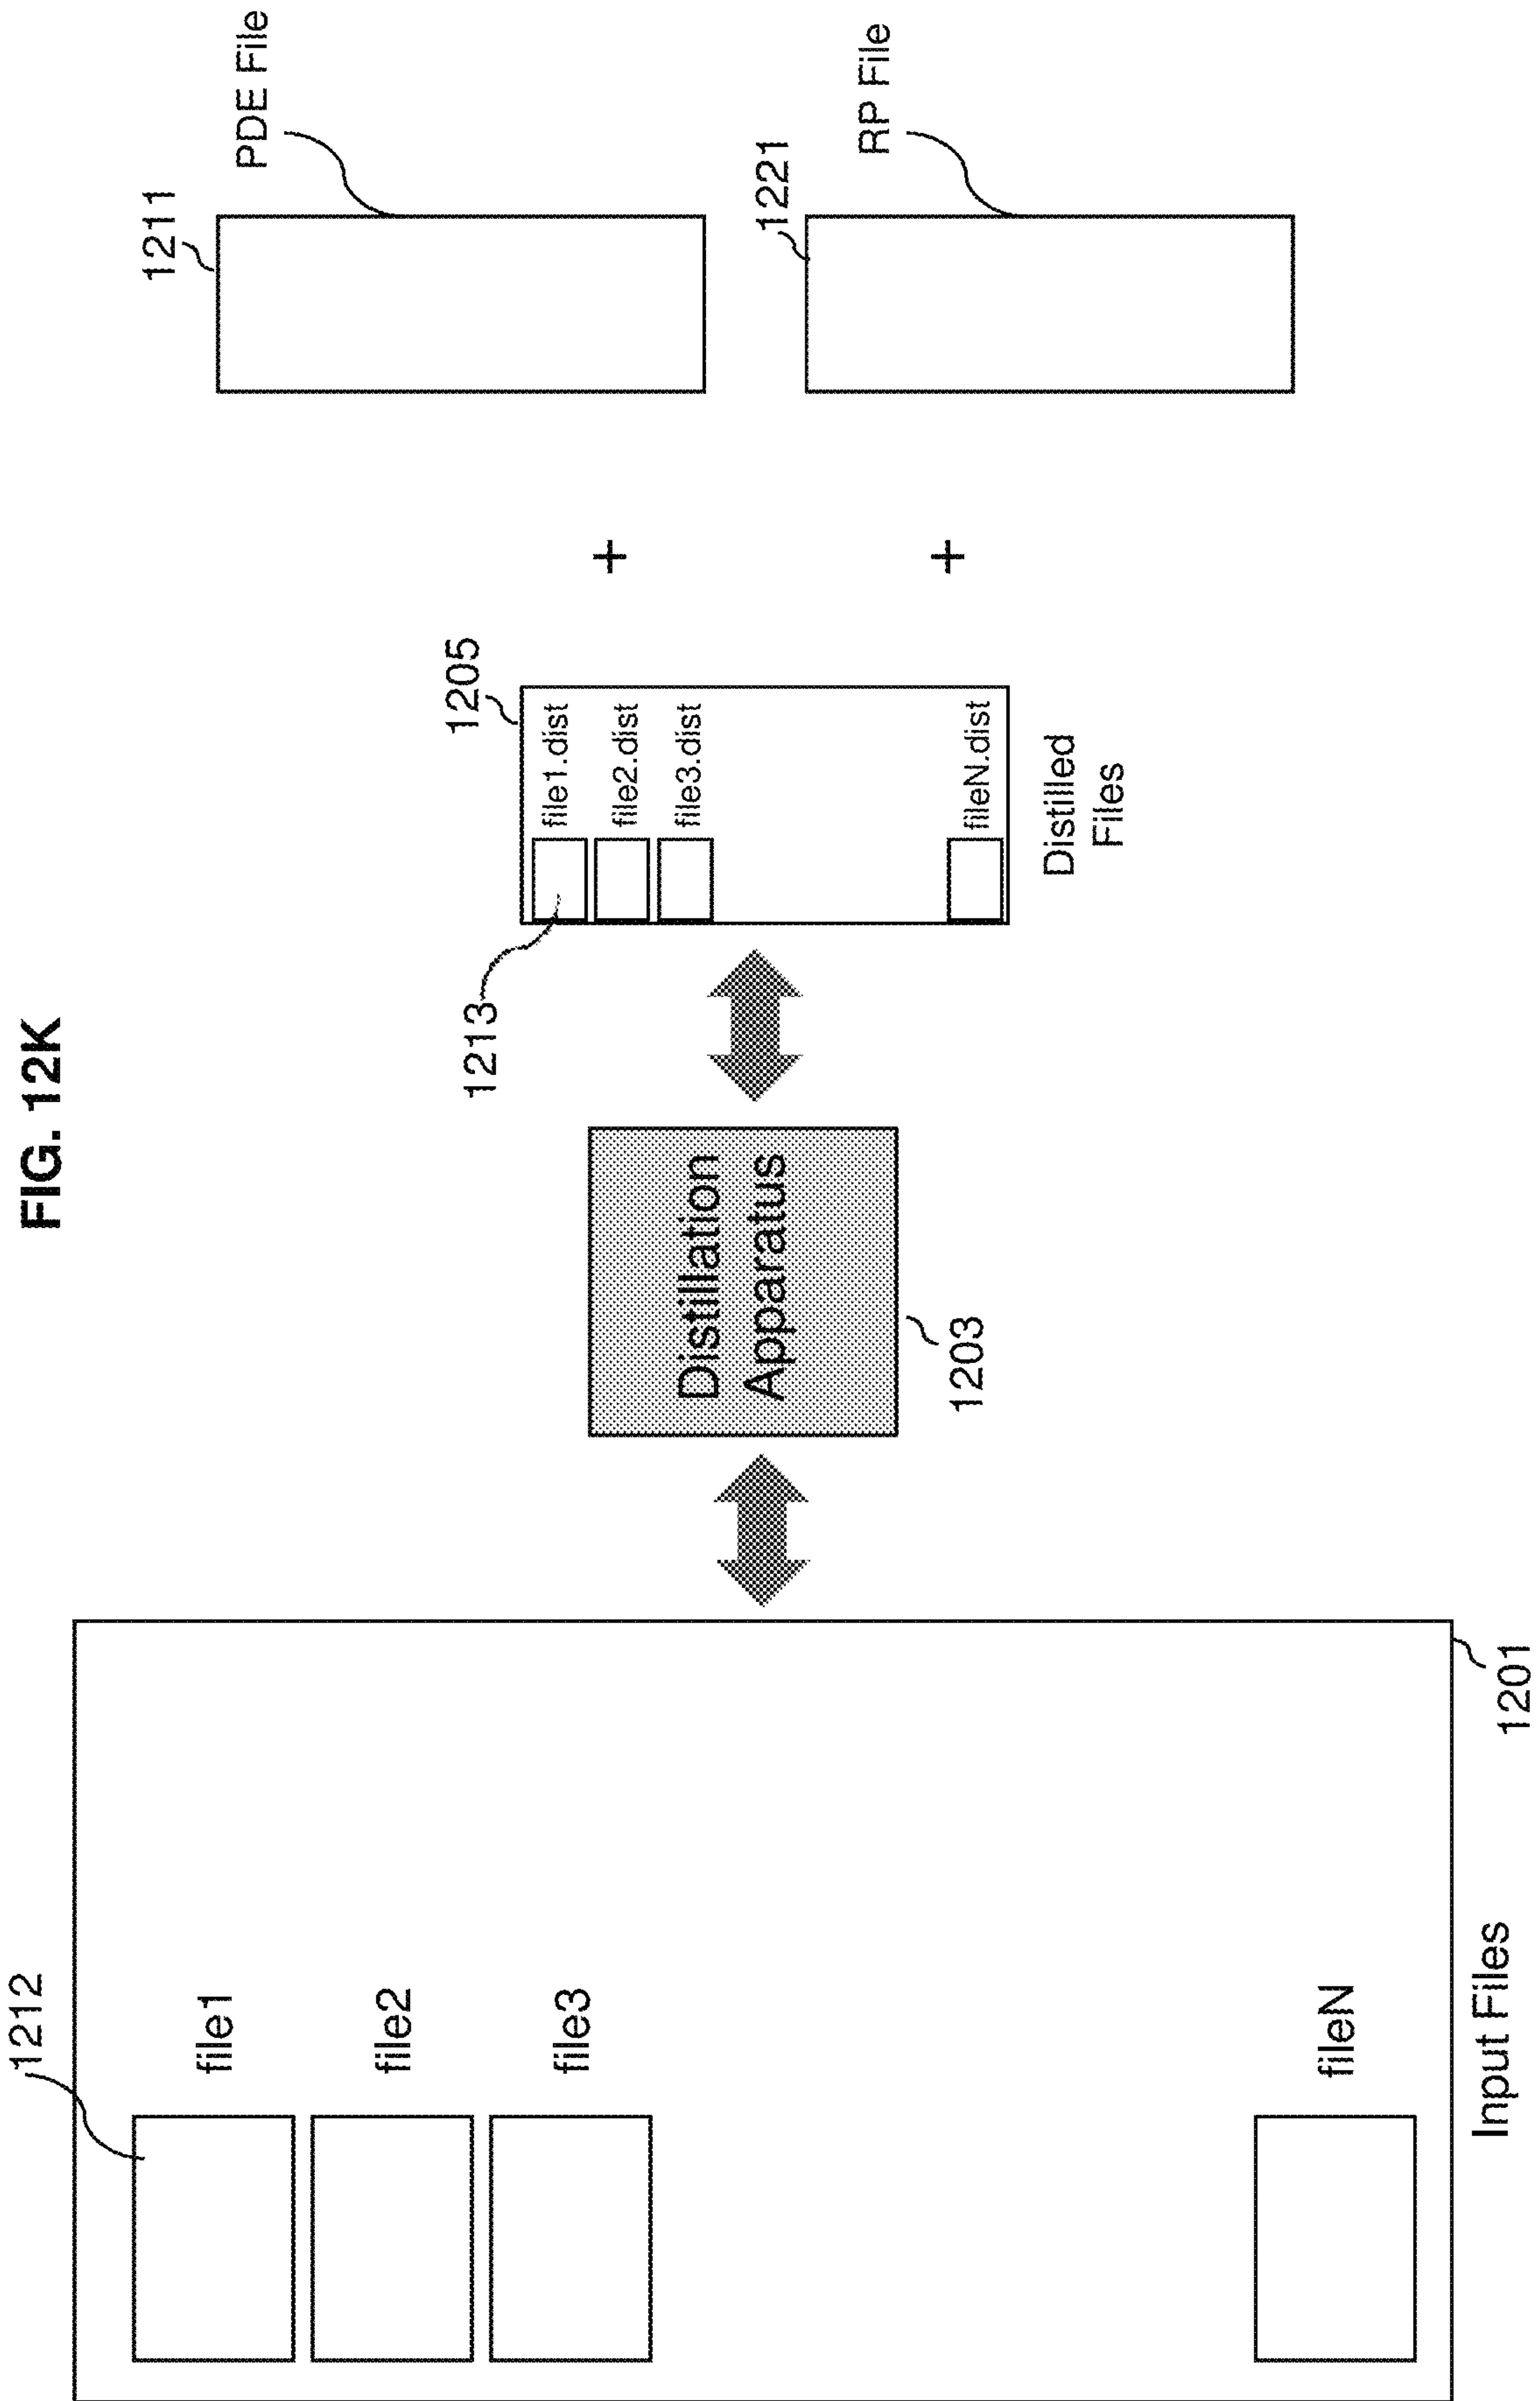 FIG. 12K
1212
file1
file2
file3
fileN
Input Files
1201
Distillation
Apparatus
1203
1213
1205
file1.dist
file2.dist
file3.dist
fileN.dist
Distilled
Files
+
+
1211
PDE File
1221
RP File